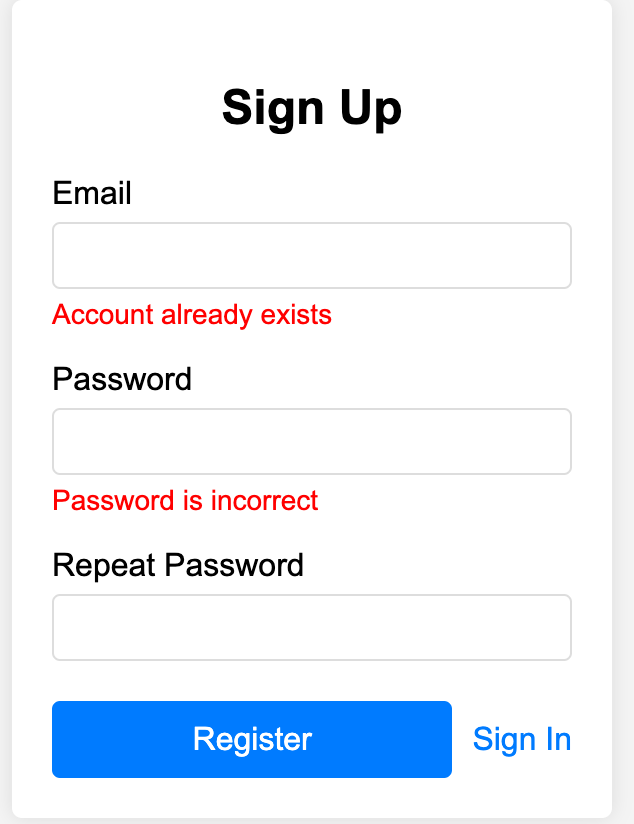 Sign Up
Email
Account already exists
Password
Password is incorrect
Repeat Password
Register Sign In